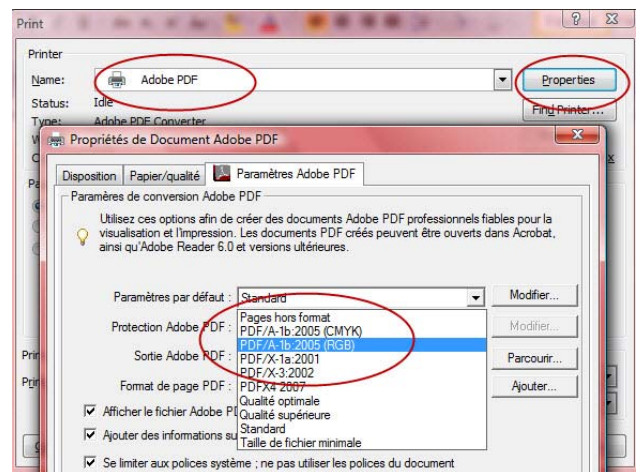 Print
Printer
Name: Adobe PDF Properties
Status: Idle Find Printer...
Type: Adobe PDF Converter
Propriétés de Document Adobe PDF
Disposition Papier/qualité Paramètres Adobe PDF
Paramètres de conversion Adobe PDF
Utilisez ces options afin de créer des documents Adobe PDF professionnels fiables pour la
visualisation et l'impression. Les documents PDF créés peuvent être ouverts dans Acrobat,
ainsi qu'Adobe Reader 6.0 et versions ultérieures.
Paramètres par défaut : Standard Modifier...
Pages hors format
Protection Adobe PDF : PDF/A-1b:2005 (CMYK) Modifier...
PDF/A-1b:2005 (RGB)
Sortie Adobe PDF : PDF/X-1a:2001 Parcourir...
PDF/X-3:2002
Format de page PDF : PDFX4 2007 Ajouter...
Afficher le fichier Adobe Qualité optimale
Qualité supérieure
Ajouter des informations Standard
Taille de fichier minimale
Se limiter aux polices système ; ne pas utiliser les polices du document